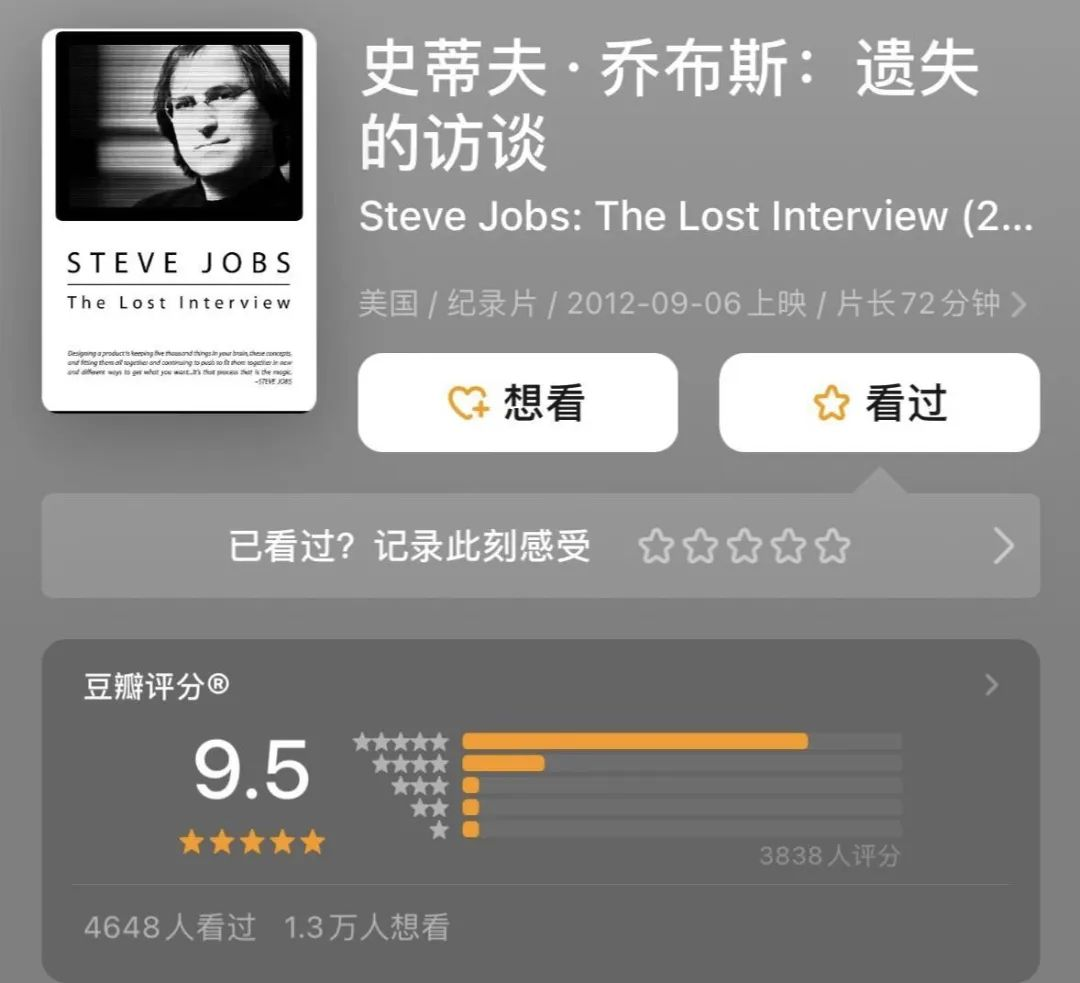 史蒂夫·乔布斯：遗失
的访谈
Steve Jobs: The Lost Interview (2...
美国 / 纪录片 / 2012-09-06上映 / 片长72分钟
STEVE JOBS
The Lost Interview
Designing a product is keeping five thousand things in your brain, these concepts,
and fitting them all together and continuing to push to fit them together in new
and different ways to get what you want...It's that process that is the magic.
-STEVE JOBS
想看
看过
已看过？记录此刻感受
豆瓣评分®
9.5
3838人评分
4648人看过 1.3万人想看